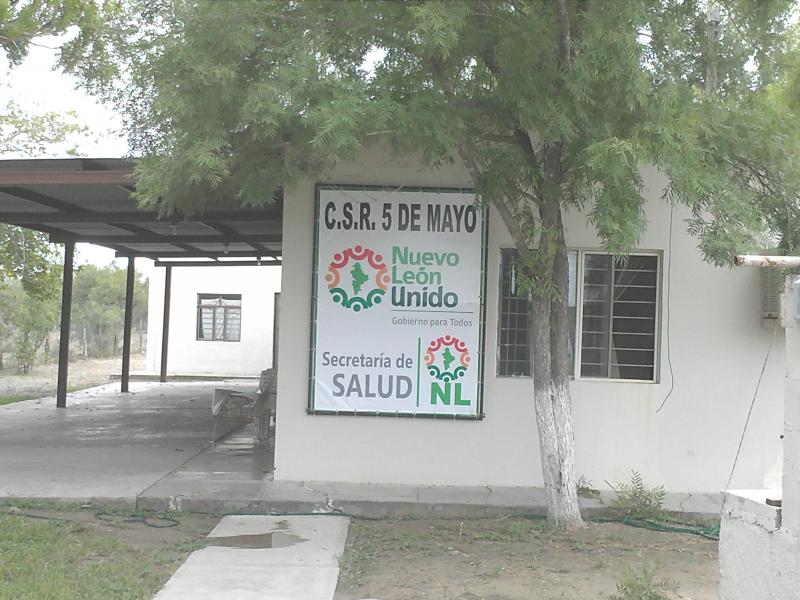 C.S.R. 5 DE MAYO
Nuevo
León
Unido
Gobierno para Todos
Secretaría de
SALUD
NL